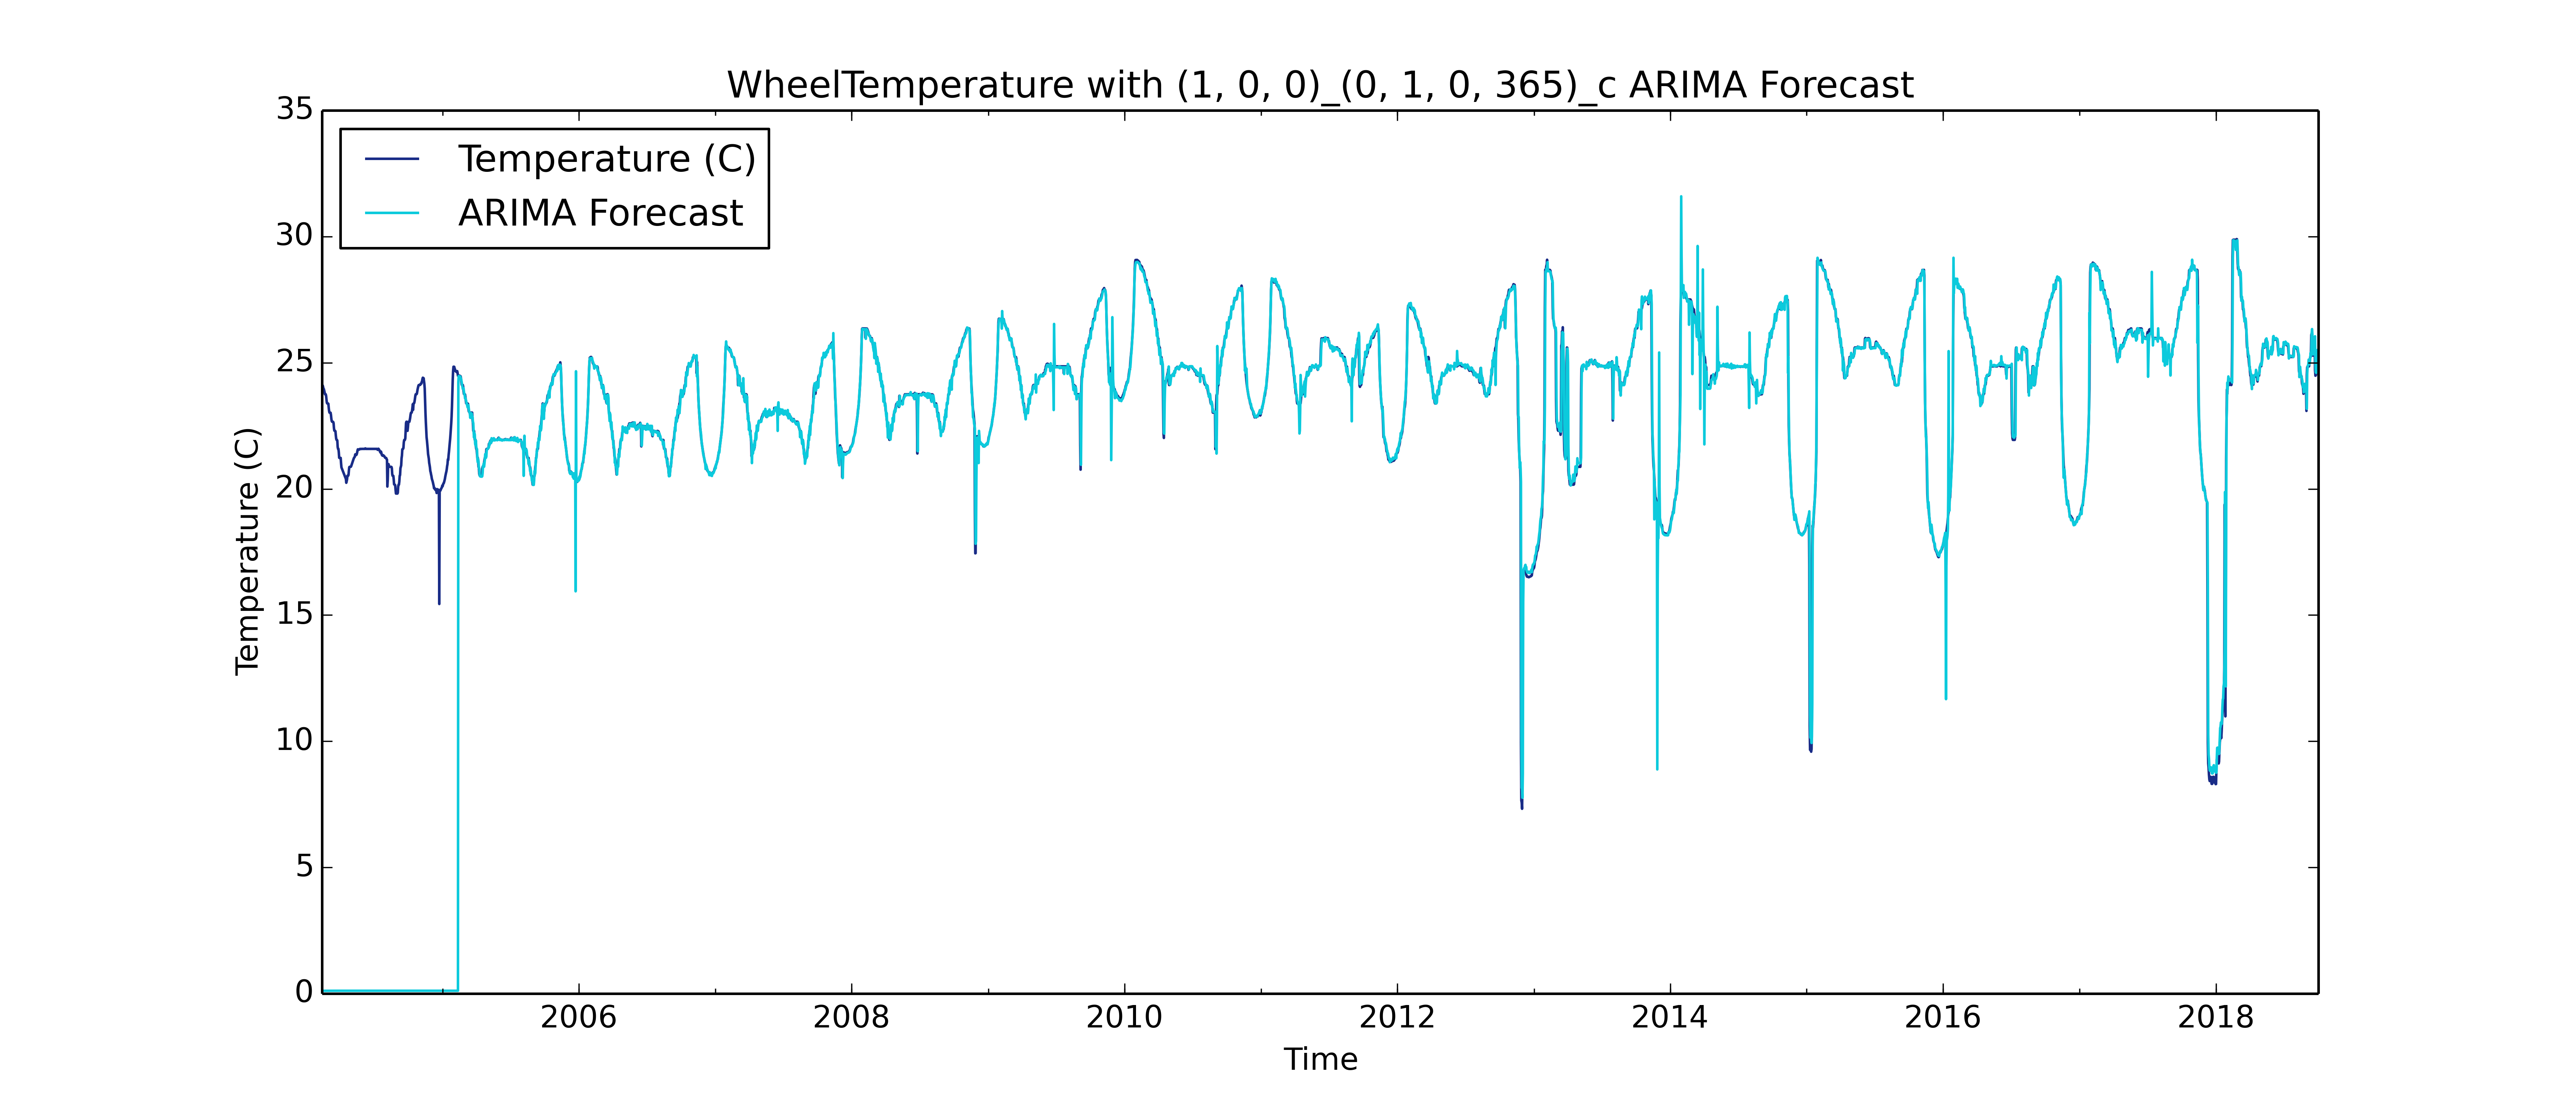 WheelTemperature with (1, 0, 0)_(0, 1, 0, 365)_c ARIMA Forecast
35
30
25
20
15
10
5
0
Temperature (C)
Temperature (C)
ARIMA Forecast
2006 2008 2010 2012 2014 2016 2018
Time